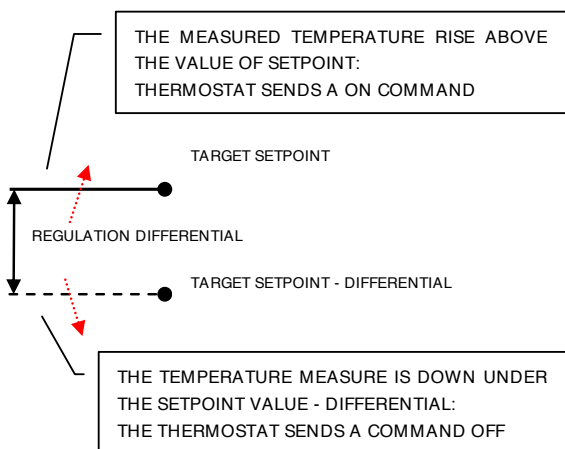 THE MEASURED TEMPERATURE RISE ABOVE
THE VALUE OF SETPOINT:
THERMOSTAT SENDS A ON COMMAND
TARGET SETPOINT
REGULATION DIFFERENTIAL
TARGET SETPOINT - DIFFERENTIAL
THE TEMPERATURE MEASURE IS DOWN UNDER
THE SETPOINT VALUE - DIFFERENTIAL:
THE THERMOSTAT SENDS A COMMAND OFF